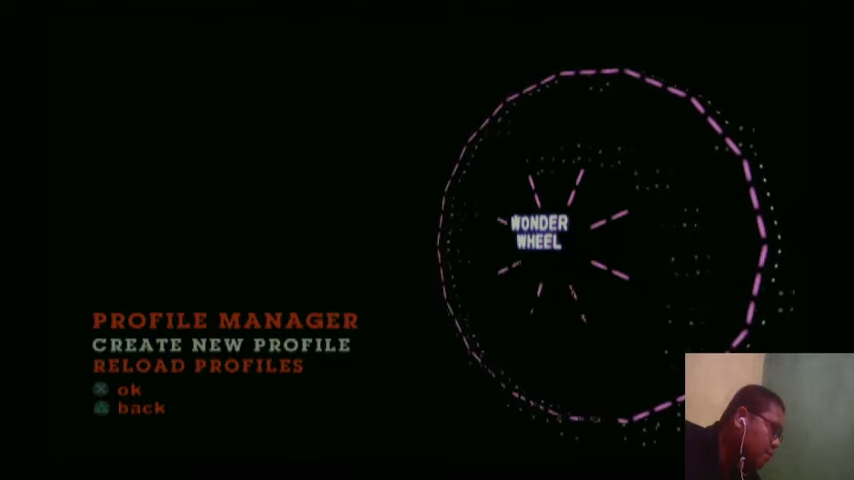 WONDER
WHEEL
PROFILE MANAGER
CREATE NEW PROFILE
RELOAD PROFILES
ok
back